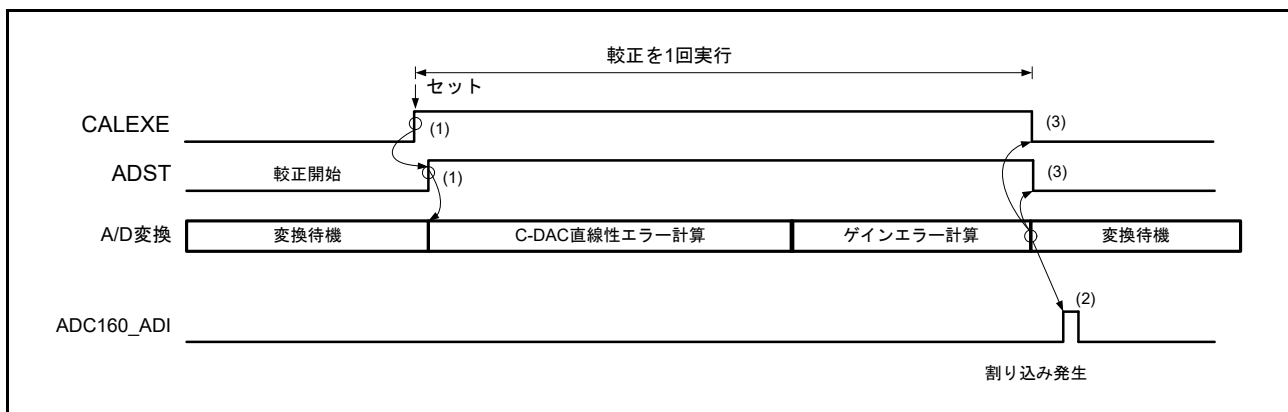 較正を1回実行
セット
CALEXE
(1)
(3)
ADST
較正開始
(1)
(3)
A/D変換
変換待機
C-DAC直線性エラー計算
ゲインエラー計算
変換待機
(2)
ADC160_ADI
割り込み発生